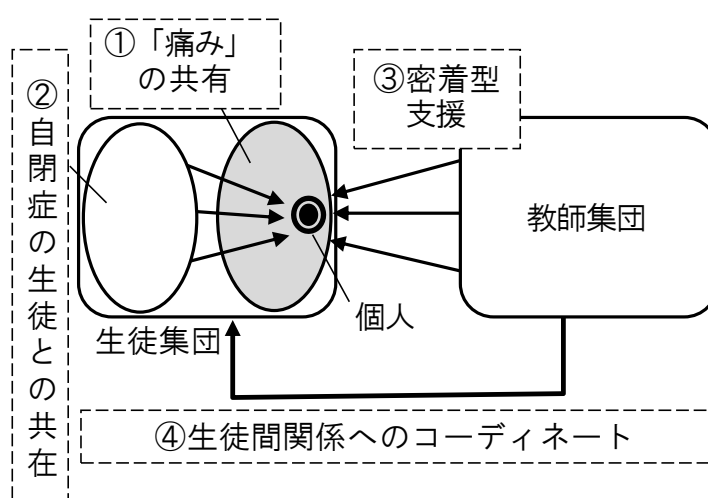 ①「痛み」
の共有
②自閉症の生徒との共在
③密着型
支援
教師集団
個人
生徒集団
④生徒間関係へのコーディネート